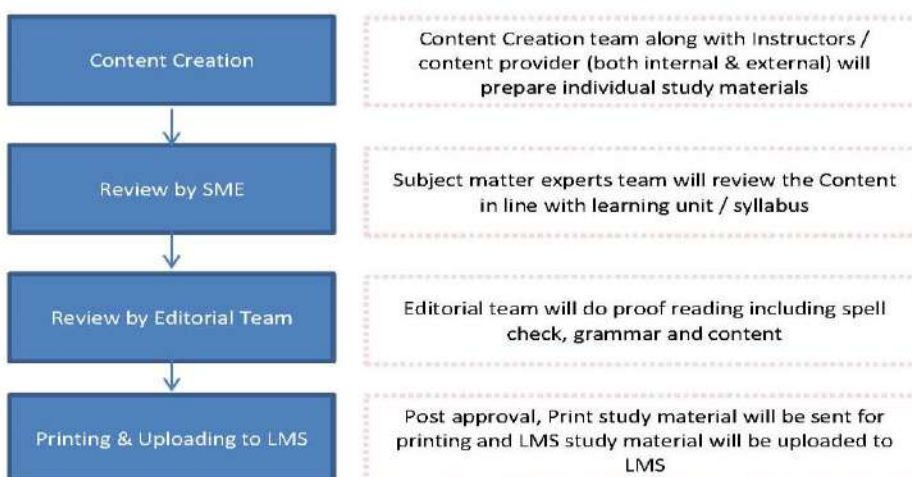 Content Creation
Content Creation team along with Instructors /
content provider (both internal & external) will
prepare individual study materials
Review by SME
Subject matter experts team will review the Content
in line with learning unit / syllabus
Review by Editorial Team
Editorial team will do proof reading including spell
check, grammar and content
Printing & Uploading to LMS
Post approval, Print study material will be sent for
printing and LMS study material will be uploaded to
LMS